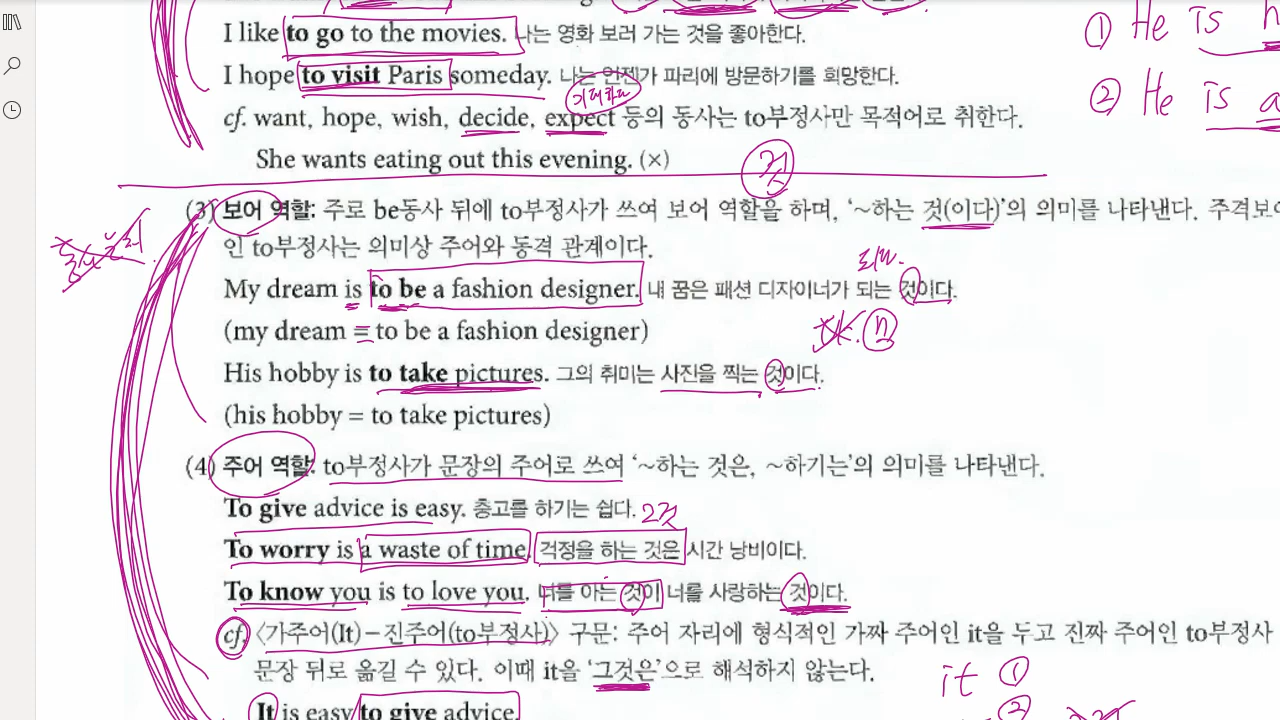 ① He is
I like to go to the movies. 나는 영화 보러 가는 것을 좋아한다.
I hope to visit Paris someday. 나는 언젠가 파리에 방문하기를 희망한다.
② He is a
기대하다
cf. want, hope, wish, decide, expect 등의 동사는 to부정사만 목적어로 취한다.
She wants eating out this evening. (×)
것
(3) 보어 역할: 주로 be동사 뒤에 to부정사가 쓰여 보어 역할을 하며, ‘~하는 것(이다)’의 의미를 나타낸다. 주격보어
인 to부정사는 의미상 주어와 동격 관계이다.
My dream is to be a fashion designer. 내 꿈은 패션 디자이너가 되는 것이다.
(my dream = to be a fashion designer)
n
His hobby is to take pictures. 그의 취미는 사진을 찍는 것이다.
(his hobby = to take pictures)
(4) 주어 역할: to부정사가 문장의 주어로 쓰여 ‘~하는 것은, ~하기는’의 의미를 나타낸다.
To give advice is easy. 충고를 하기는 쉽다.
To worry is a waste of time. 걱정을 하는 것은 시간 낭비이다.
To know you is to love you. 너를 아는 것이 너를 사랑하는 것이다.
cf. 〈가주어(It)−진주어(to부정사)〉 구문: 주어 자리에 형식적인 가짜 주어인 it을 두고 진짜 주어인 to부정사
문장 뒤로 옮길 수 있다. 이때 it을 ‘그것은’으로 해석하지 않는다.
it ①
②
It is easy to give advice.